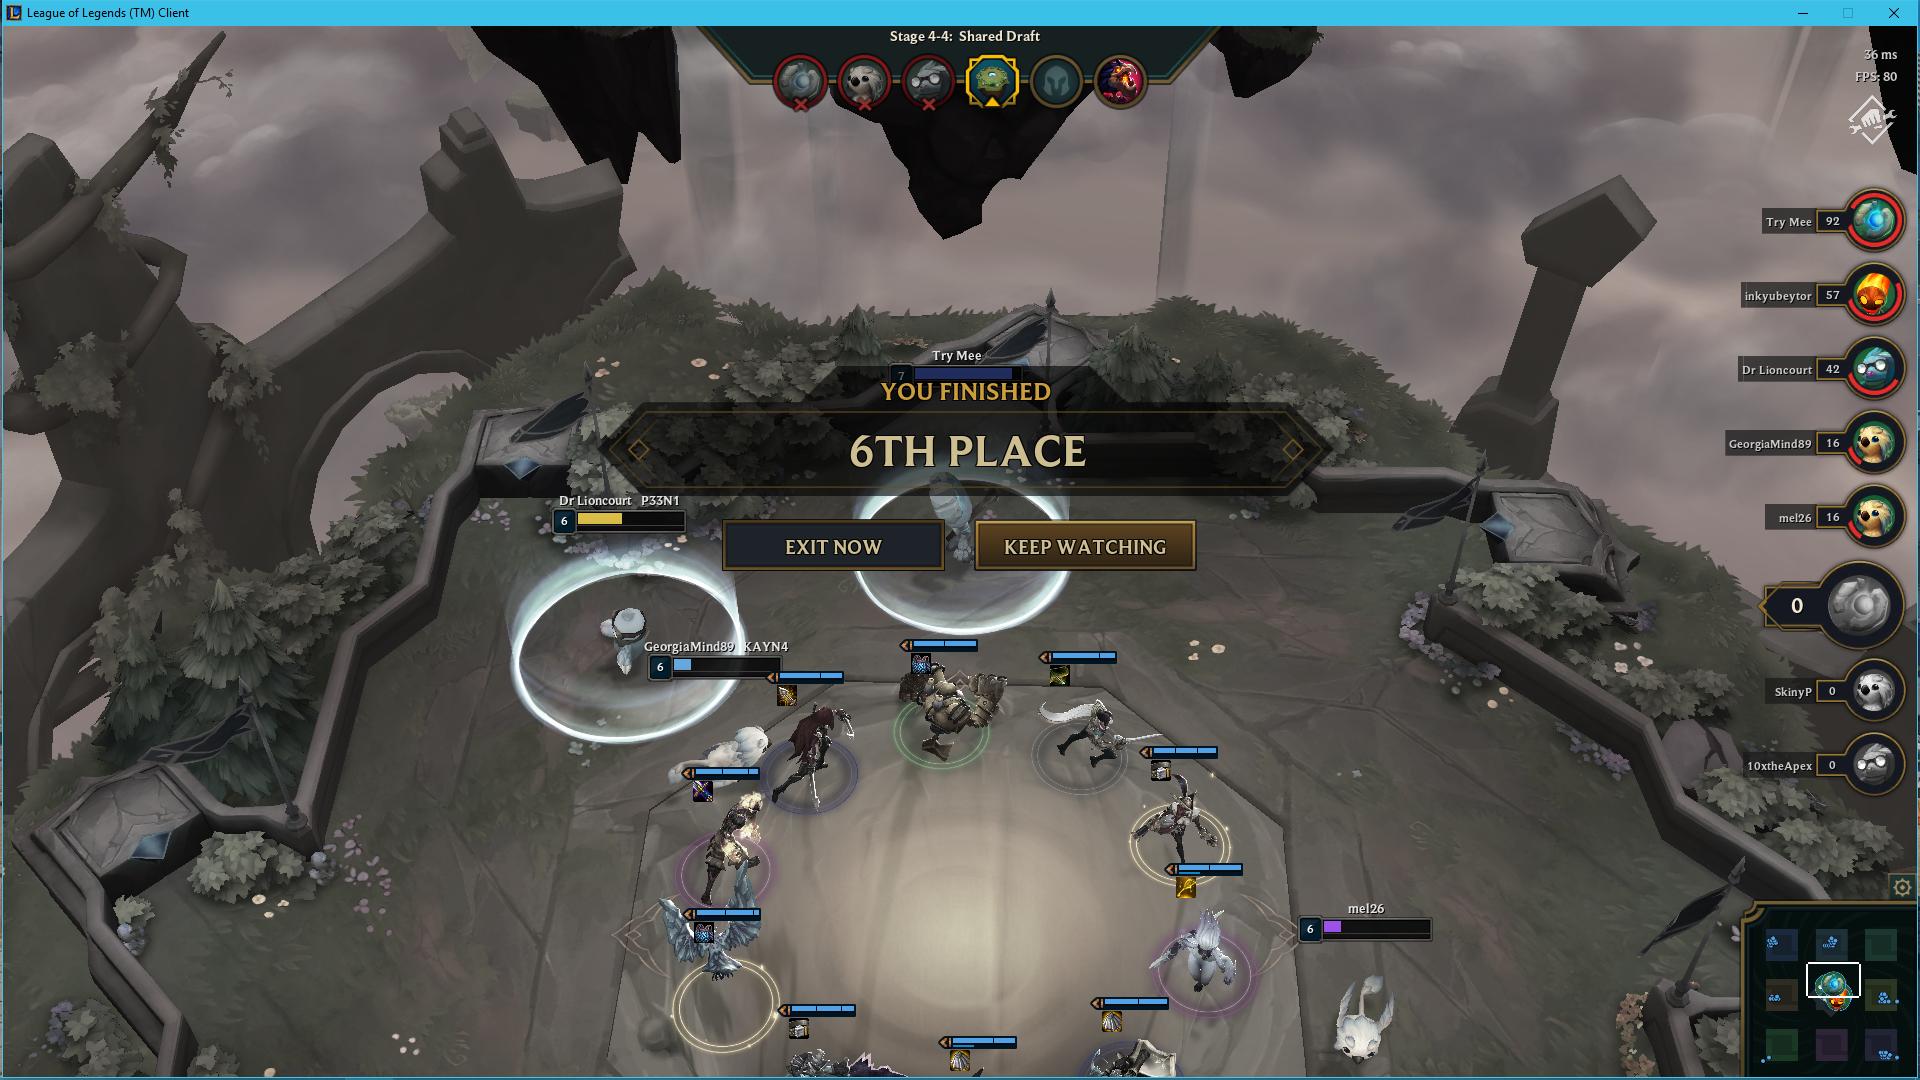 League of Legends (TM) Client
Stage 4-4: Shared Draft
36 ms
FPS: 80
Try Mee 92
inkyubeytor 57
Dr Lioncourt 42
GeorgiaMind89 16
mel26 16
0
SkinyP 0
10xtheApex 0
Try Mee
7
YOU FINISHED
6TH PLACE
EXIT NOW
KEEP WATCHING
Dr Lioncourt P33N1
6
GeorgiaMind89 KAYN4
6
mel26
6